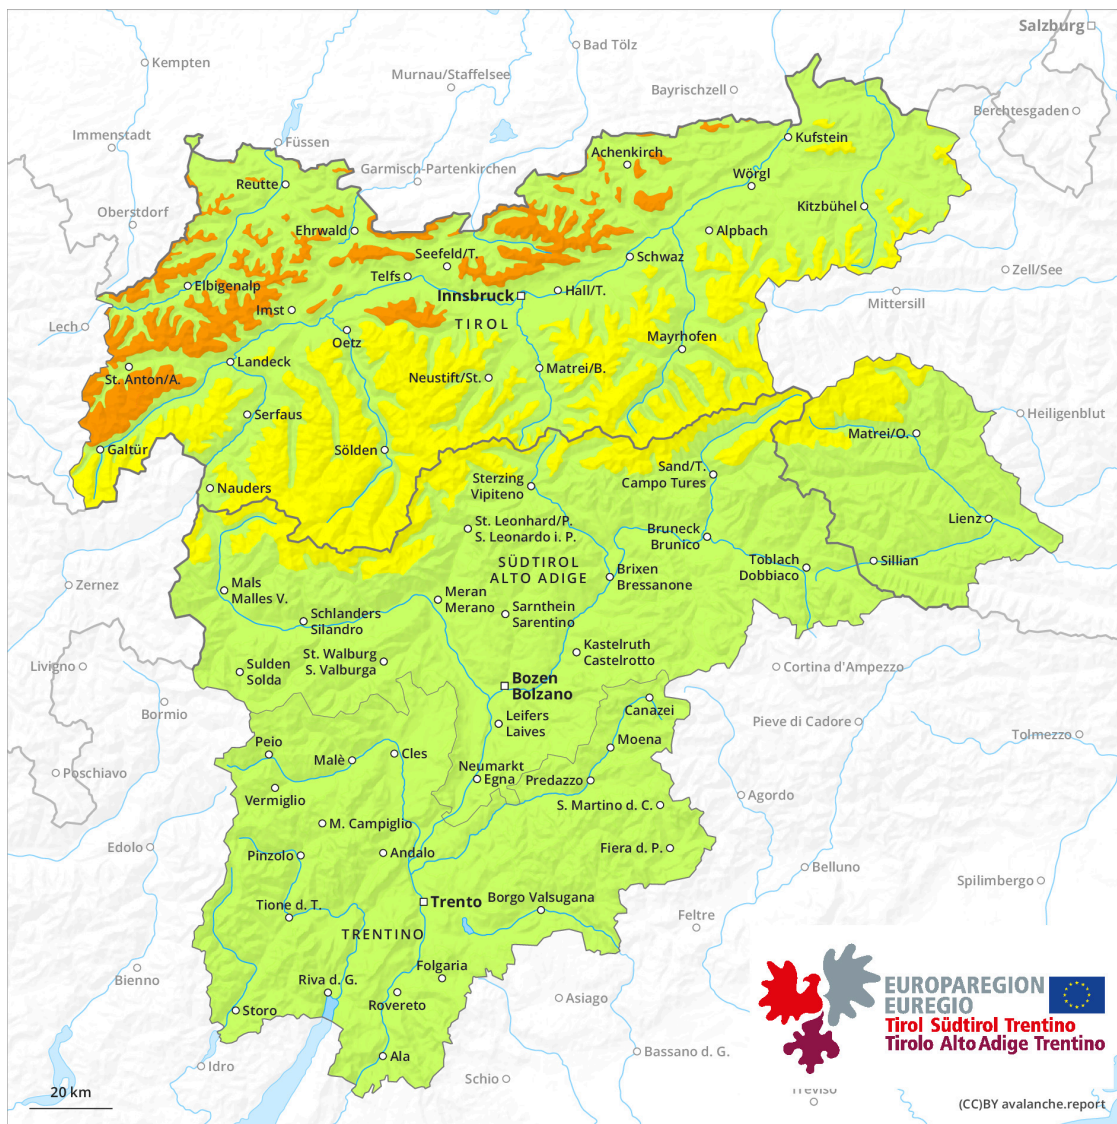 Salzburg
Bad Tölz
Kempten
Murnau/Staffelsee
Bayrischzell
Berchtesgaden
Immenstadt
Füssen
Kufstein
Achenkirch
Garmisch-Partenkirchen
Wörgl
Reutte
Oberstdorf
Kitzbühel
Ehrwald
Alpbach
Seefeld/T.
Schwaz
Zell/See
Telfs
Elbigenalp
Innsbruck
Hall/T.
Mittersill
Imst
Lech
TIROL
Oetz
Mayrhofen
Landeck
Matrei/B.
St. Anton/A.
Neustift/St.
Serfaus
Heiligenblut
Matrei/O.
Galtür
Sölden
Sand/T.
Campo Tures
Sterzing
Vipiteno
Nauders
Lienz
St. Leonhard/P.
S. Leonardo i. P.
Bruneck
Brunico
SÜDTIROL
ALTO ADIGE
Toblach
Dobbiaco
Sillian
Brixen
Bressanone
Zernez
Mals
Malles V.
Meran
Merano
Sarnthein
Sarentino
Schlanders
Silandro
Kastelruth
Castelrotto
St. Walburg
S. Valburga
Livigno
Sulden
Solda
Cortina d'Ampezzo
Bozen
Bolzano
Bormio
Canazei
Leifers
Laives
Pieve di Cadore
Tolmezzo
Peio
Moena
Cles
Malè
Poschiavo
Neumarkt
Egna
Predazzo
Vermiglio
Agordo
S. Martino d. C.
M. Campiglio
Edolo
Pinzolo
Andalo
Fiera d. P.
Belluno
Spilimbergo
Trento
Borgo Valsugana
Tione d. T.
Feltre
TRENTINO
Folgaria
Bienno
Riva d. G.
EUROPAREGION
EUREGIO
Tirol Südtirol Trentino
Tirolo Alto Adige Trentino
Asiago
Storo
Rovereto
Ala
Bassano d. G.
Idro
Schio
Treviso
20 km
(CC)BY avalanche.report